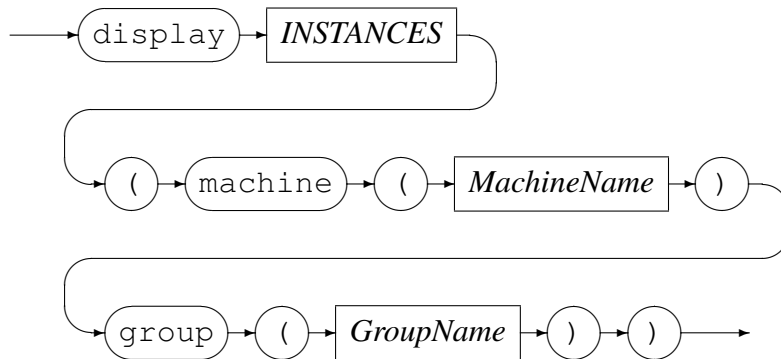 display INSTANCES
( machine ( MachineName )
group ( GroupName ) )